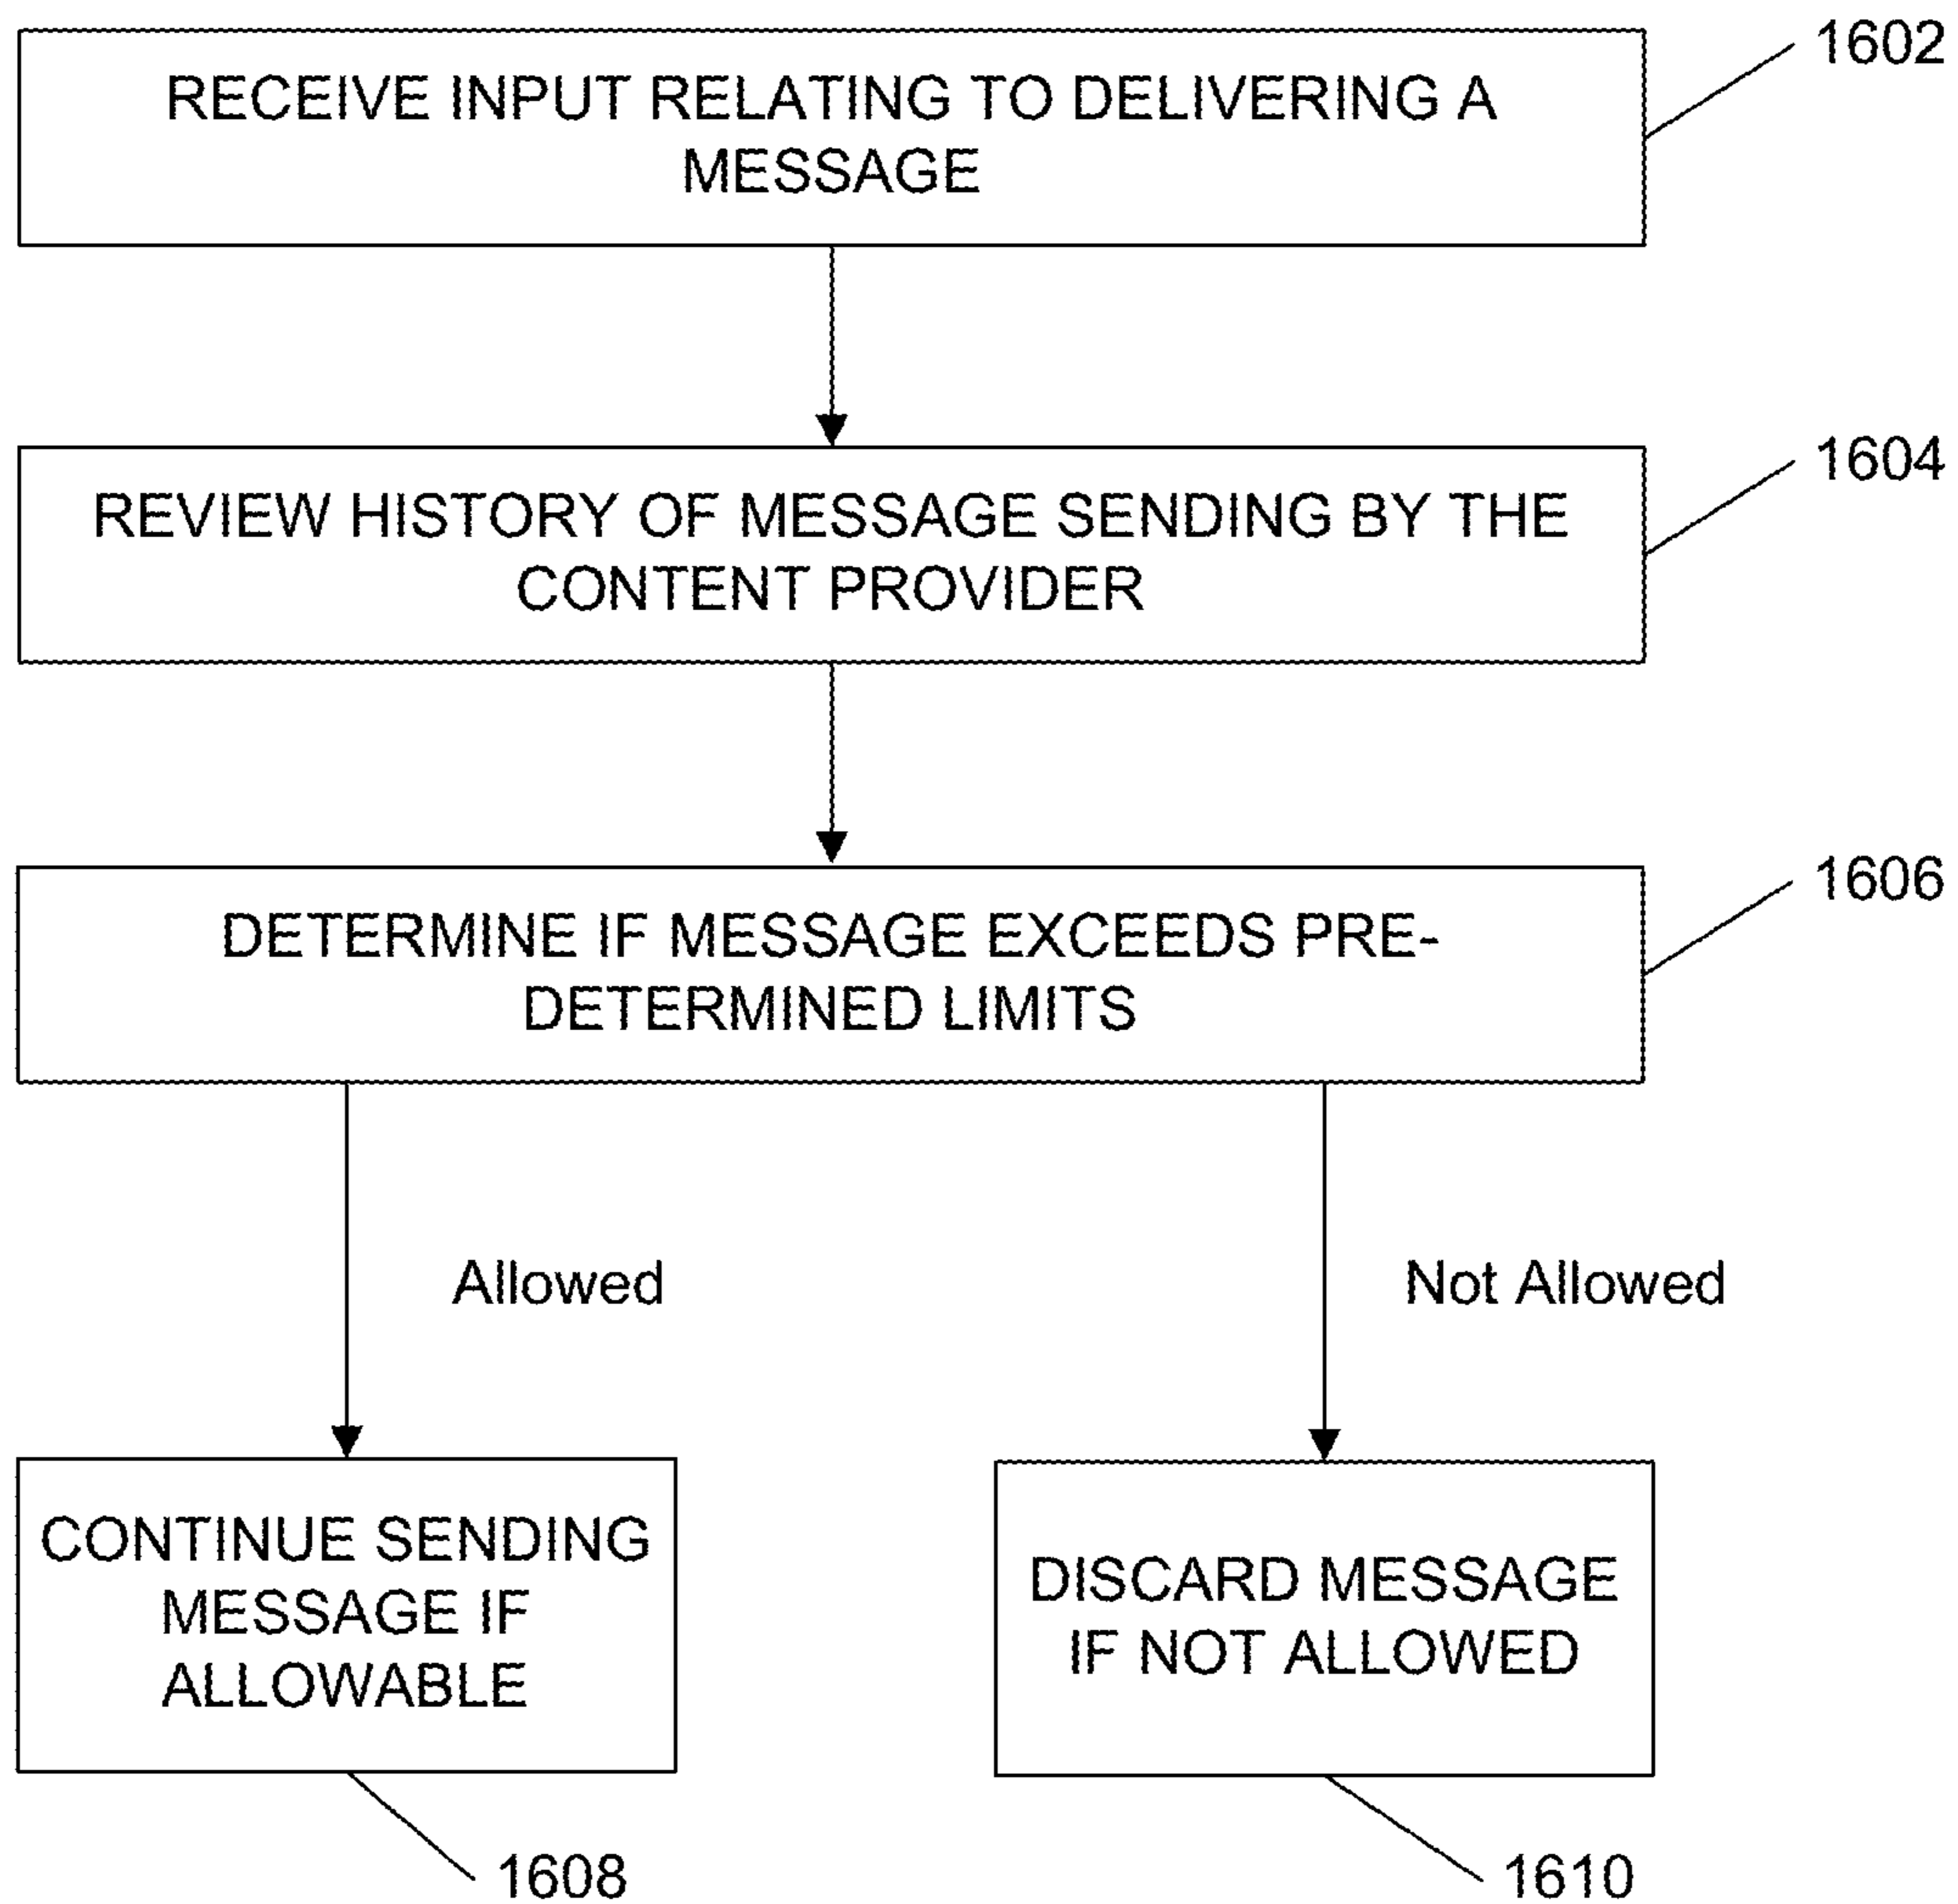 1602
RECEIVE INPUT RELATING TO DELIVERING A
MESSAGE
1604
REVIEW HISTORY OF MESSAGE SENDING BY THE
CONTENT PROVIDER
1606
DETERMINE IF MESSAGE EXCEEDS PRE-
DETERMINED LIMITS
Allowed
Not Allowed
CONTINUE SENDING
MESSAGE IF
ALLOWABLE
DISCARD MESSAGE
IF NOT ALLOWED
1608
1610